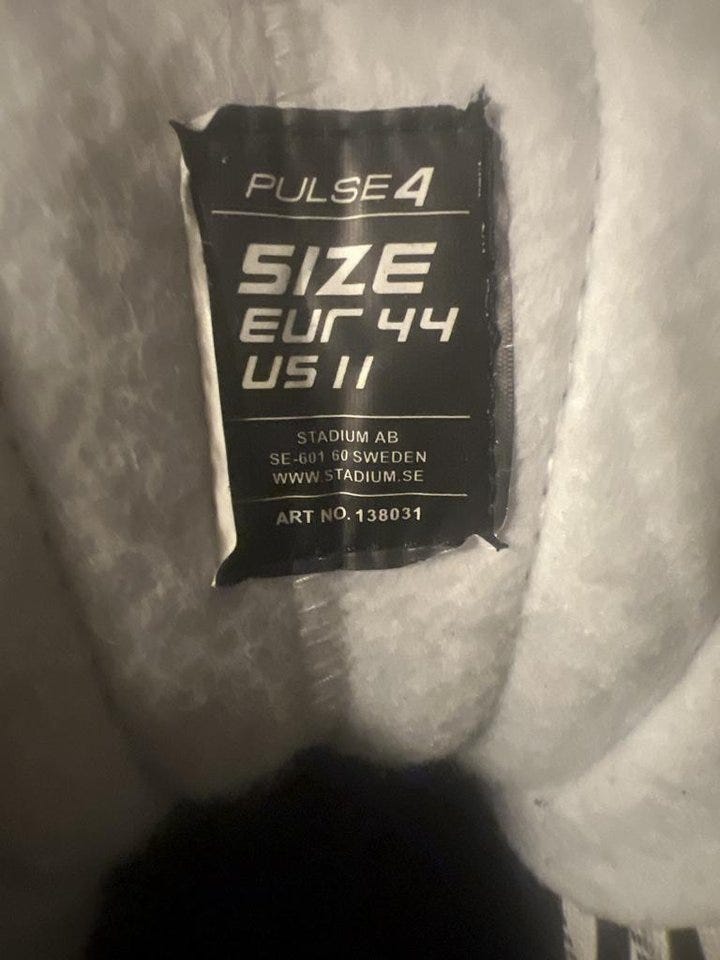 PULSE4
SIZE
EUR 44
US 11
STADIUM AB
SE-601 60 SWEDEN
WWW.STADIUM.SE
ART NO. 138031